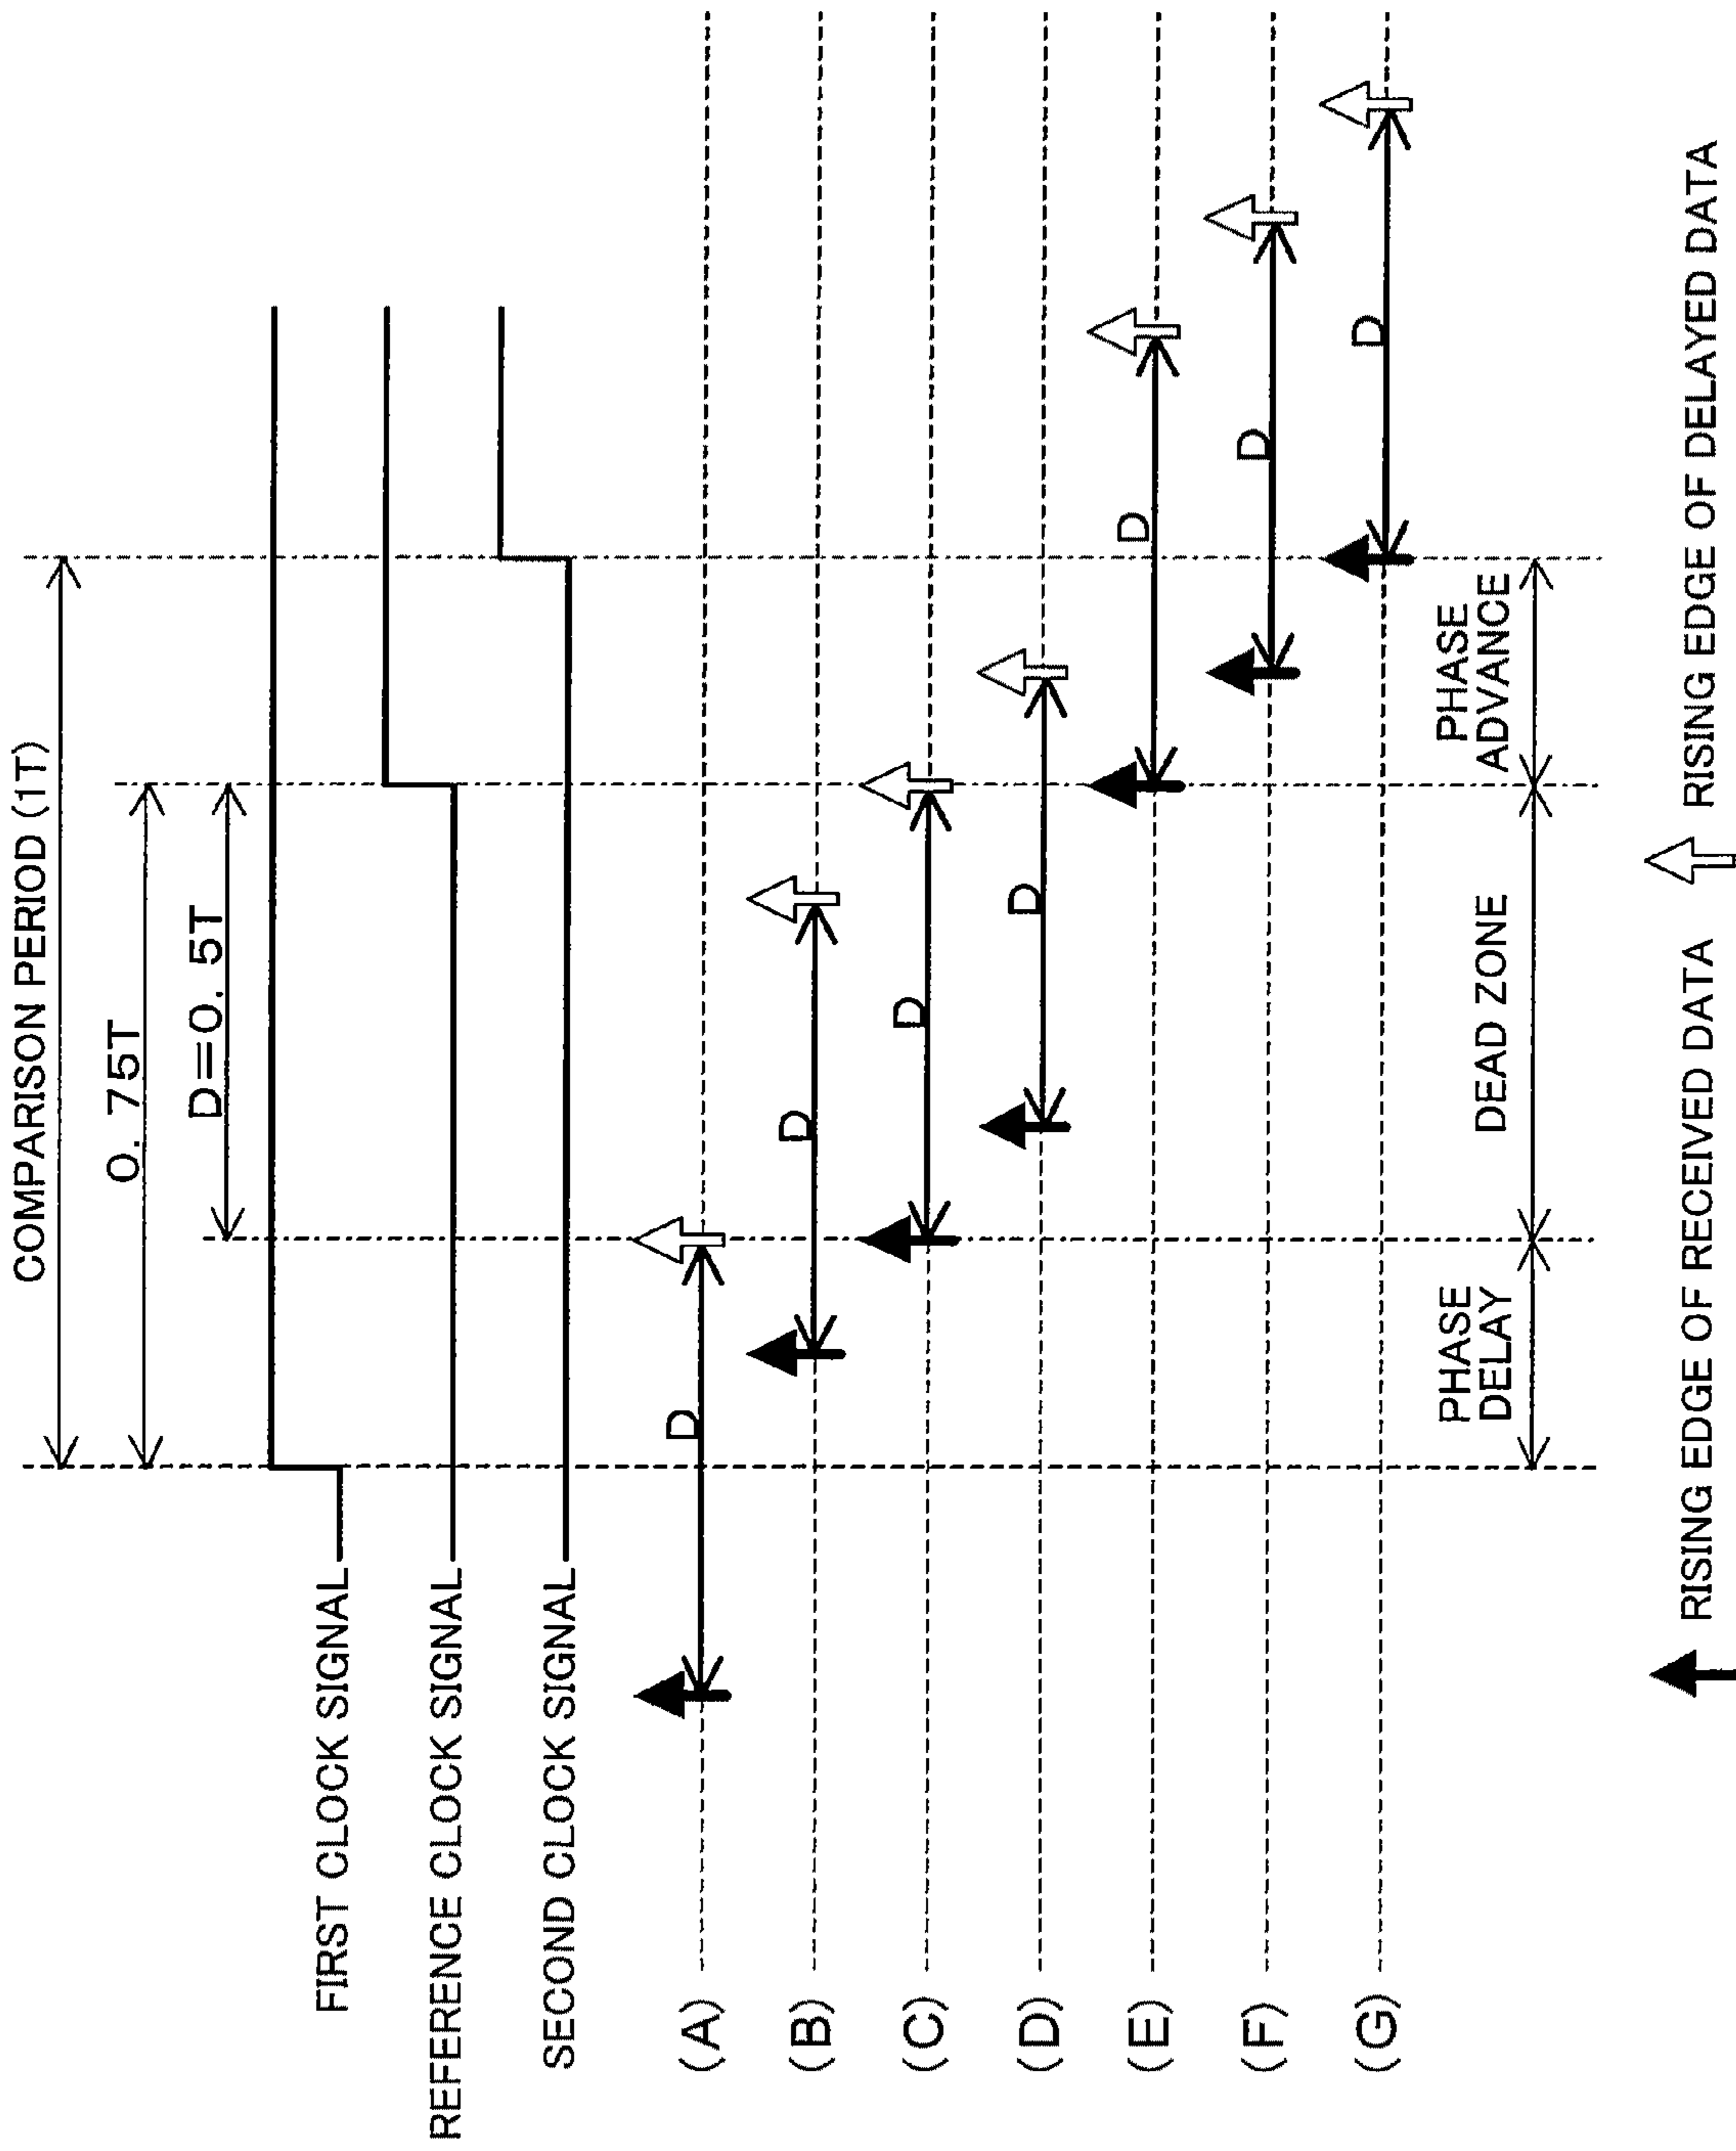 COMPARISON PERIOD (1T)
0. 75T
D=0. 5T
FIRST CLOCK SIGNAL
REFERENCE CLOCK SIGNAL
SECOND CLOCK SIGNAL
(A)
D
(B)
D
(C)
D
(D)
D
(E)
D
(F)
D
(G)
D
PHASE
DELAY
DEAD ZONE
PHASE
ADVANCE
RISING EDGE OF RECEIVED DATA
RISING EDGE OF DELAYED DATA